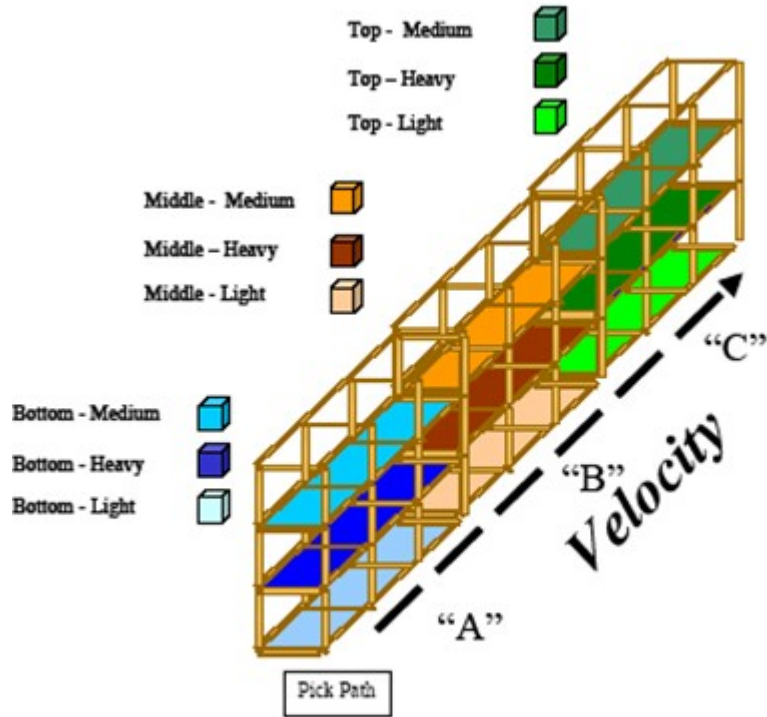 Top - Medium
Top – Heavy
Top - Light
Middle - Medium
Middle – Heavy
Middle - Light
Bottom - Medium
Bottom - Heavy
Bottom - Light
“C”
“B”
Velocity
“A”
Pick Path